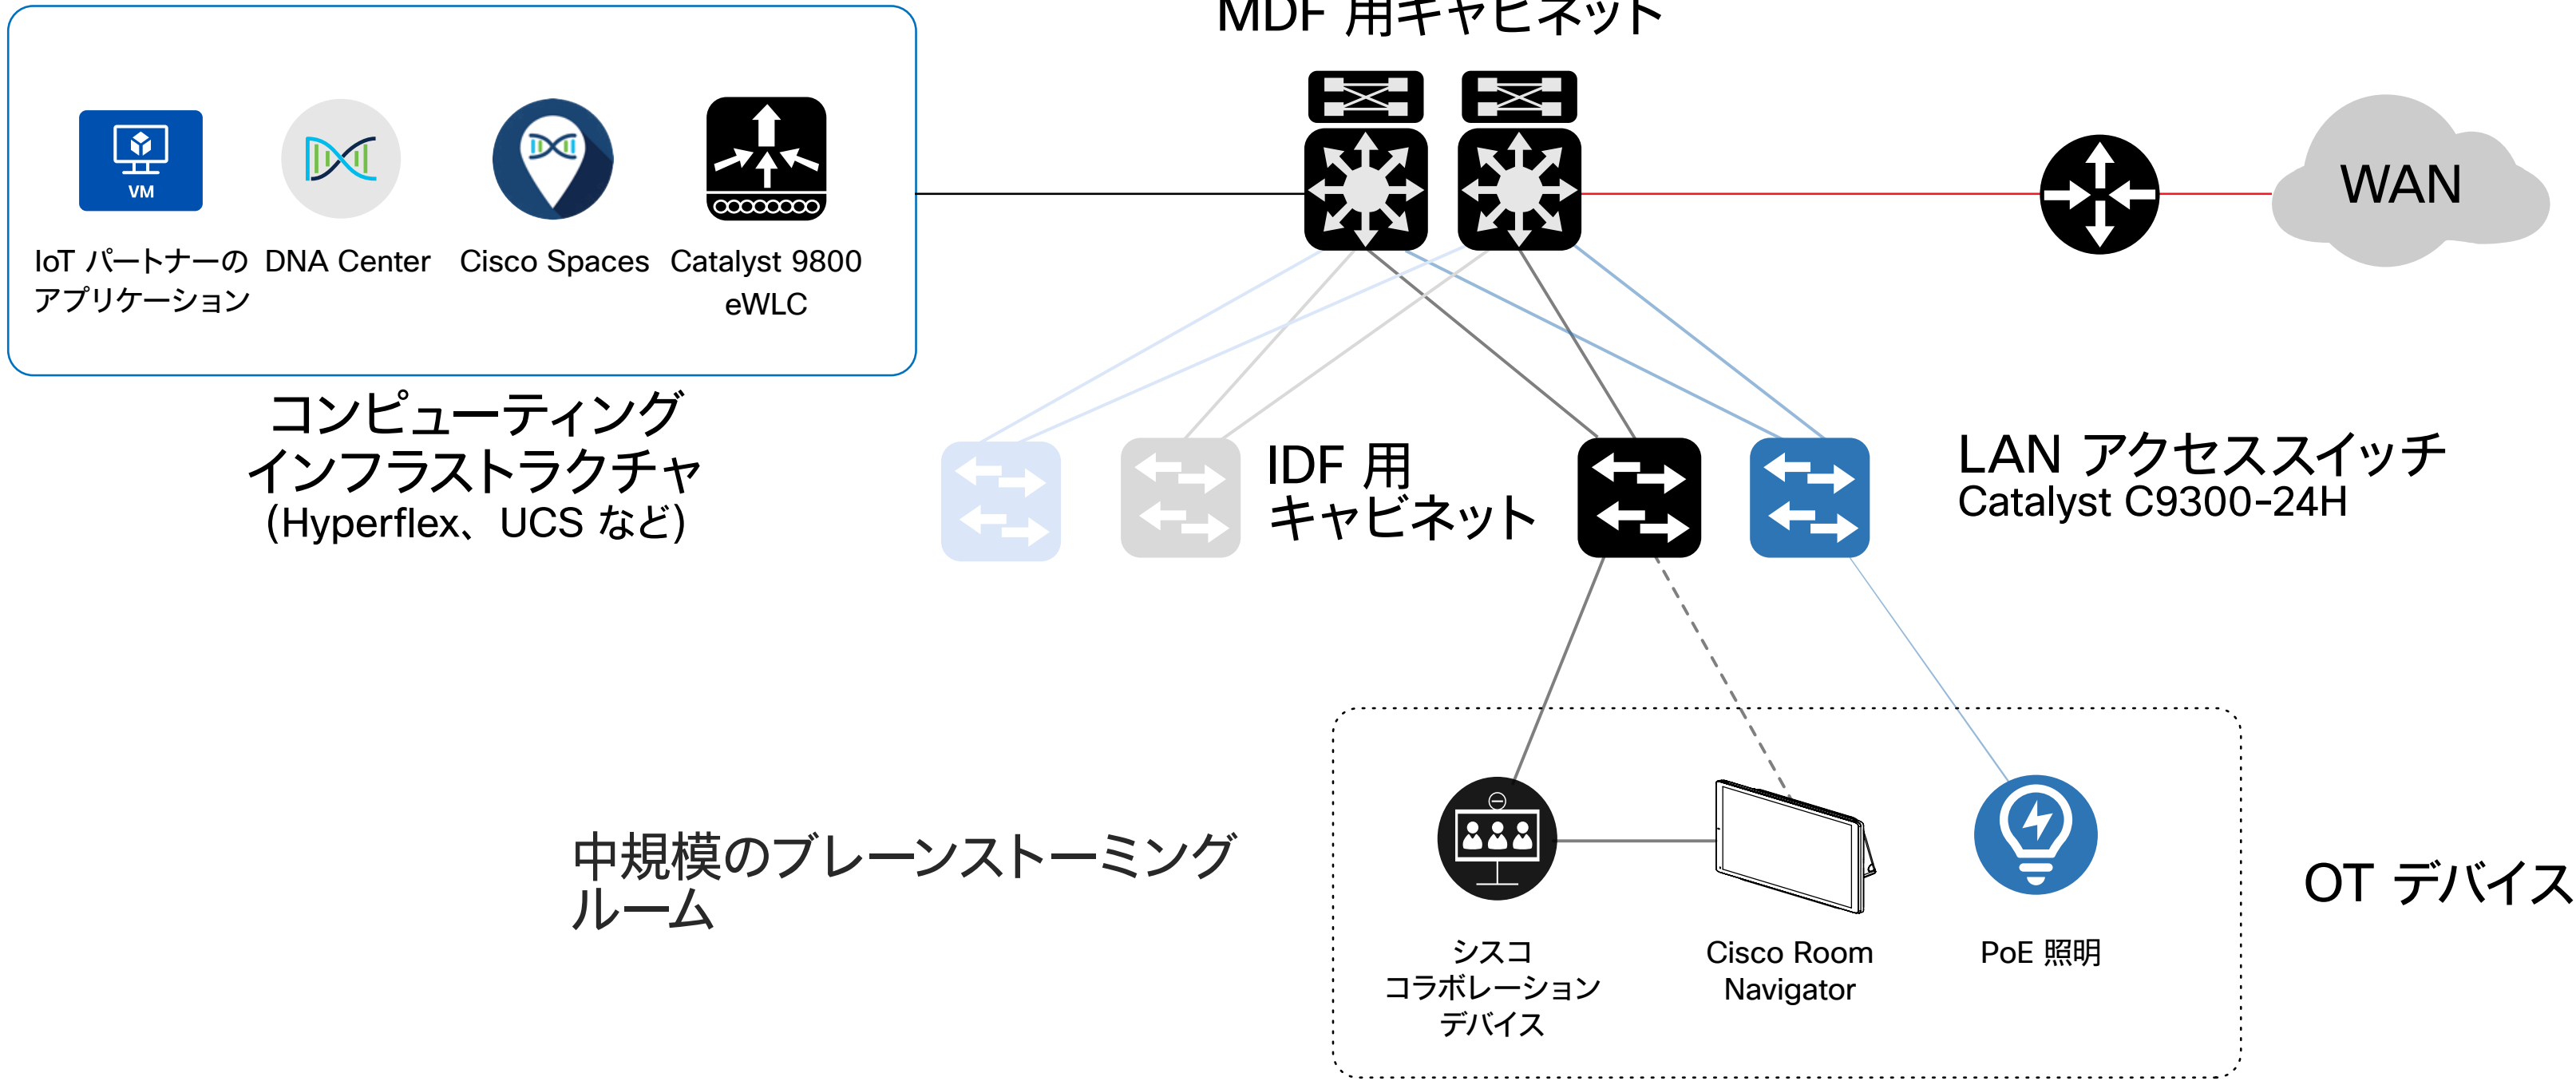 MDF 用キャビネット
VM
IoT パートナーの
アプリケーション
DNA Center
Cisco Spaces
Catalyst 9800
eWLC
WAN
コンピューティング
インフラストラクチャ
(Hyperflex、UCS など)
IDF 用
キャビネット
LAN アクセススイッチ
Catalyst C9300-24H
中規模のブレーンストーミング
ルーム
シスコ
コラボレーション
デバイス
Cisco Room
Navigator
PoE 照明
OT デバイス